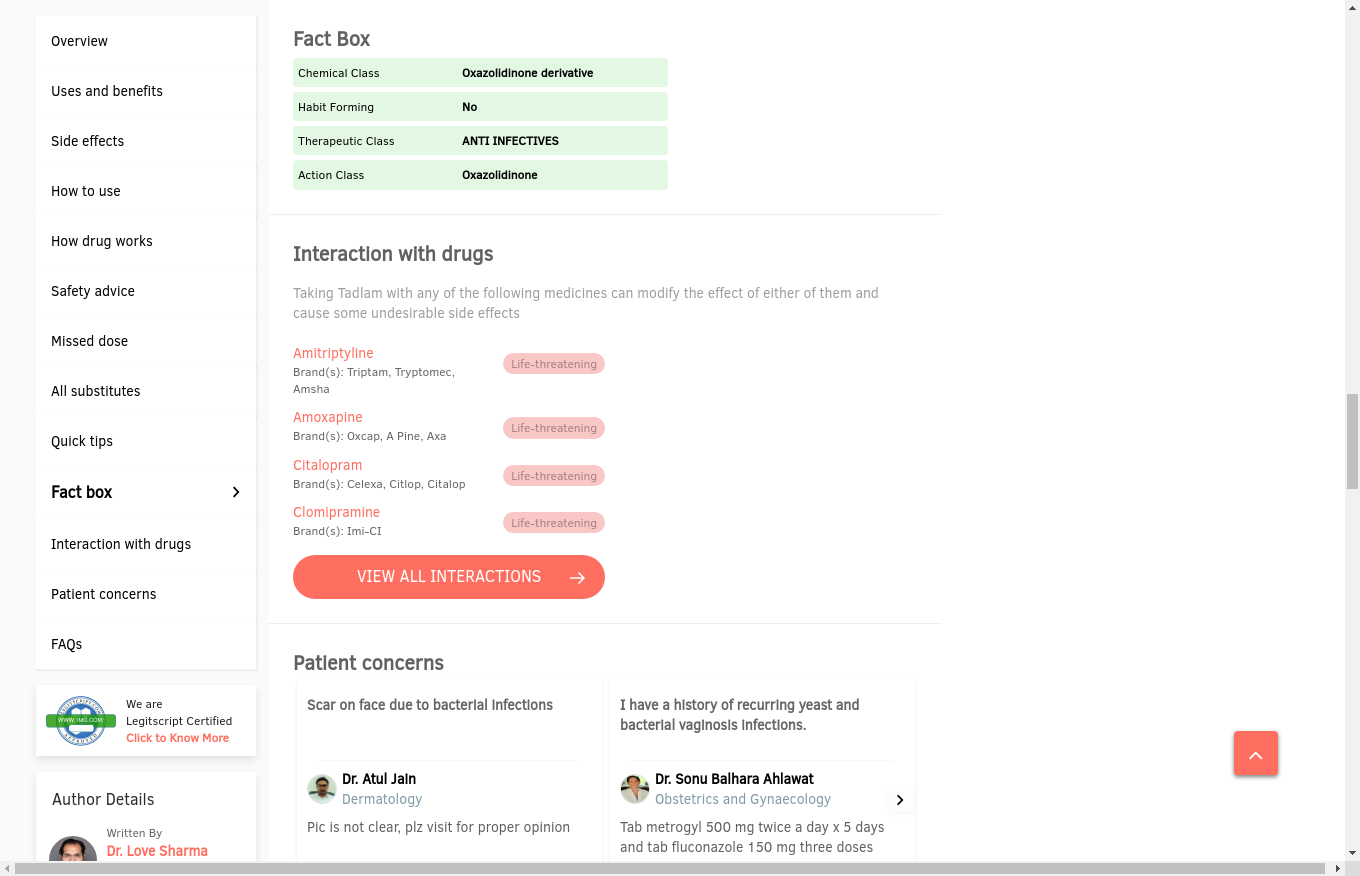 Overview
Uses and benefits
Side effects
How to use
How drug works
Safety advice
Missed dose
All substitutes
Quick tips
Fact box
Interaction with drugs
Patient concerns
FAQs
WWW.1MG.COM
APPROVED
We are
Legitscript Certified
Click to Know More
Author Details
Written By
Dr. Love Sharma
Fact Box
Chemical Class Oxazolidinone derivative
Habit Forming No
Therapeutic Class ANTI INFECTIVES
Action Class Oxazolidinone
Interaction with drugs
Taking Tadlam with any of the following medicines can modify the effect of either of them and
cause some undesirable side effects
Amitriptyline
Brand(s): Triptam, Tryptomec,
Amsha
Life-threatening
Amoxapine
Brand(s): Oxcap, A Pine, Axa
Life-threatening
Citalopram
Brand(s): Celexa, Citlop, Citalop
Life-threatening
Clomipramine
Brand(s): Imi-CI
Life-threatening
VIEW ALL INTERACTIONS
Patient concerns
Scar on face due to bacterial infections
Dr. Atul Jain
Dermatology
Pic is not clear, plz visit for proper opinion
I have a history of recurring yeast and
bacterial vaginosis infections.
Dr. Sonu Balhara Ahlawat
Obstetrics and Gynaecology
Tab metrogyl 500 mg twice a day x 5 days
and tab fluconazole 150 mg three doses